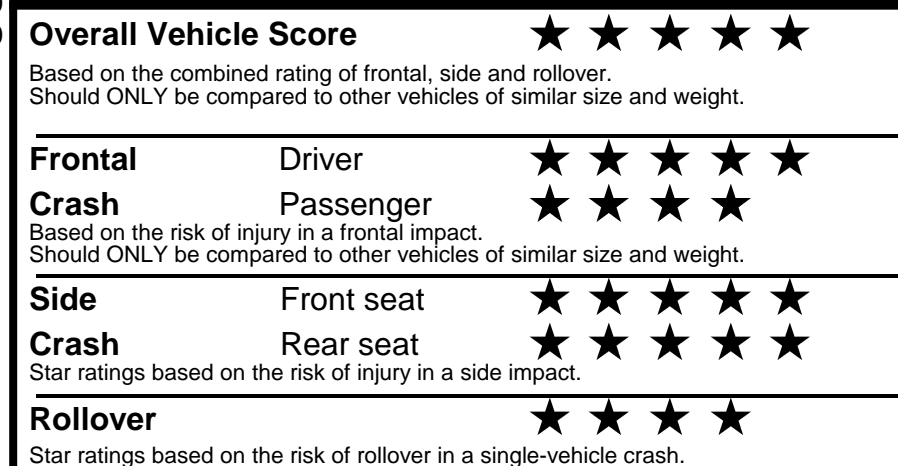 Overall Vehicle Score ★ ★ ★ ★ ★
Based on the combined rating of frontal, side and rollover.
Should ONLY be compared to other vehicles of similar size and weight.
Frontal Driver ★ ★ ★ ★ ★
Crash Passenger ★ ★ ★ ★
Based on the risk of injury in a frontal impact.
Should ONLY be compared to other vehicles of similar size and weight.
Side Front seat ★ ★ ★ ★ ★
Crash Rear seat ★ ★ ★ ★ ★
Star ratings based on the risk of injury in a side impact.
Rollover ★ ★ ★ ★
Star ratings based on the risk of rollover in a single-vehicle crash.